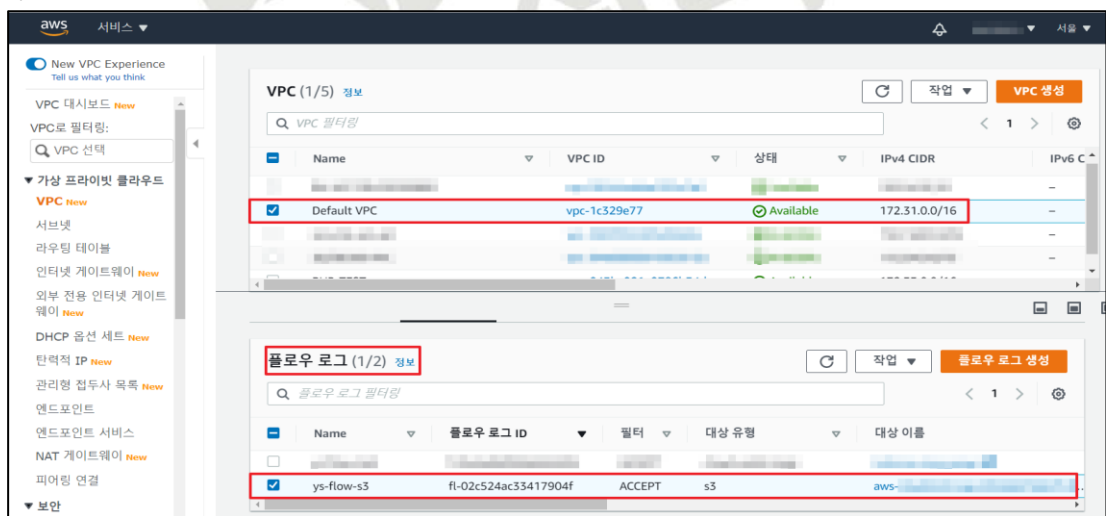 aws 서비스 ▼ 서울 ▼
New VPC Experience
Tell us what you think
VPC 대시보드 New
VPC로 필터링:
VPC 선택
▼ 가상 프라이빗 클라우드
VPC New
서브넷
라우팅 테이블
인터넷 게이트웨이 New
외부 전용 인터넷 게이트
웨이 New
DHCP 옵션 세트 New
탄력적 IP New
관리형 접두사 목록 New
엔드포인트
엔드포인트 서비스
NAT 게이트웨이 New
피어링 연결
▼ 보안
VPC (1/5) 정보 작업 ▼ VPC 생성
VPC 필터링 < 1 >
Name VPC ID 상태 IPv4 CIDR IPv6 C
–
Default VPC vpc-1c329e77 Available 172.31.0.0/16 –
–
–
플로우 로그 (1/2) 정보 작업 ▼ 플로우 로그 생성
플로우 로그 필터링 < 1 >
Name 플로우 로그 ID 필터 대상 유형 대상 이름
ys-flow-s3 fl-02c524ac33417904f ACCEPT s3 aws-